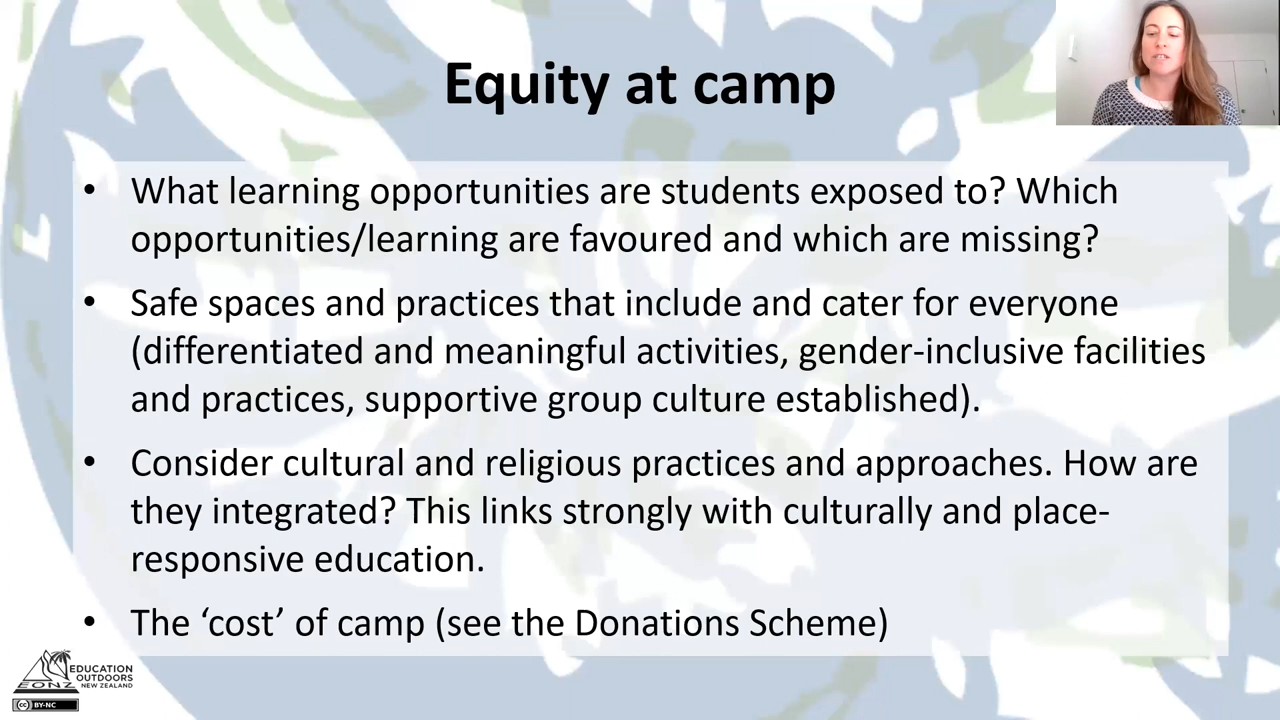 Equity at camp
• What learning opportunities are students exposed to? Which
opportunities/learning are favoured and which are missing?
• Safe spaces and practices that include and cater for everyone
(differentiated and meaningful activities, gender-inclusive facilities
and practices, supportive group culture established).
• Consider cultural and religious practices and approaches. How are
they integrated? This links strongly with culturally and place-
responsive education.
• The ‘cost’ of camp (see the Donations Scheme)
EDUCATION
OUTDOORS
NEW ZEALAND
EONZ
cc BY-NC